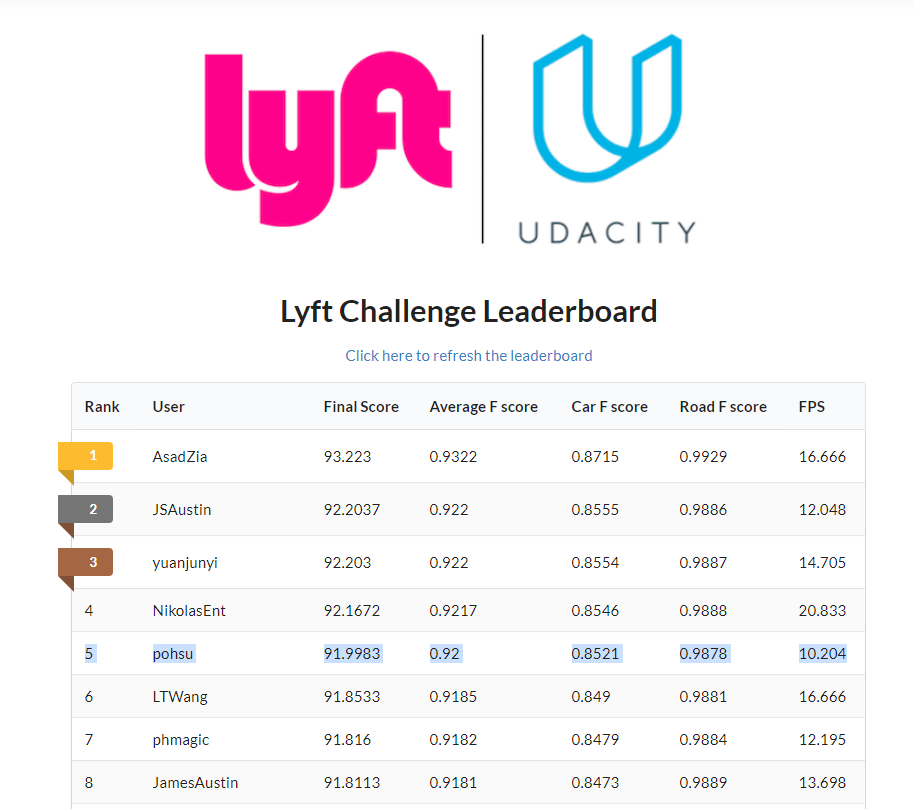 lyft
UDACITY
Lyft Challenge Leaderboard
Click here to refresh the leaderboard
Rank User Final Score Average F score Car F score Road F score FPS
1 AsadZia 93.223 0.9322 0.8715 0.9929 16.666
2 JSAustin 92.2037 0.922 0.8555 0.9886 12.048
3 yuanjunyi 92.203 0.922 0.8554 0.9887 14.705
4 NikolasEnt 92.1672 0.9217 0.8546 0.9888 20.833
5 pohsu 91.9983 0.92 0.8521 0.9878 10.204
6 LTWang 91.8533 0.9185 0.849 0.9881 16.666
7 phmagic 91.816 0.9182 0.8479 0.9884 12.195
8 JamesAustin 91.8113 0.9181 0.8473 0.9889 13.698